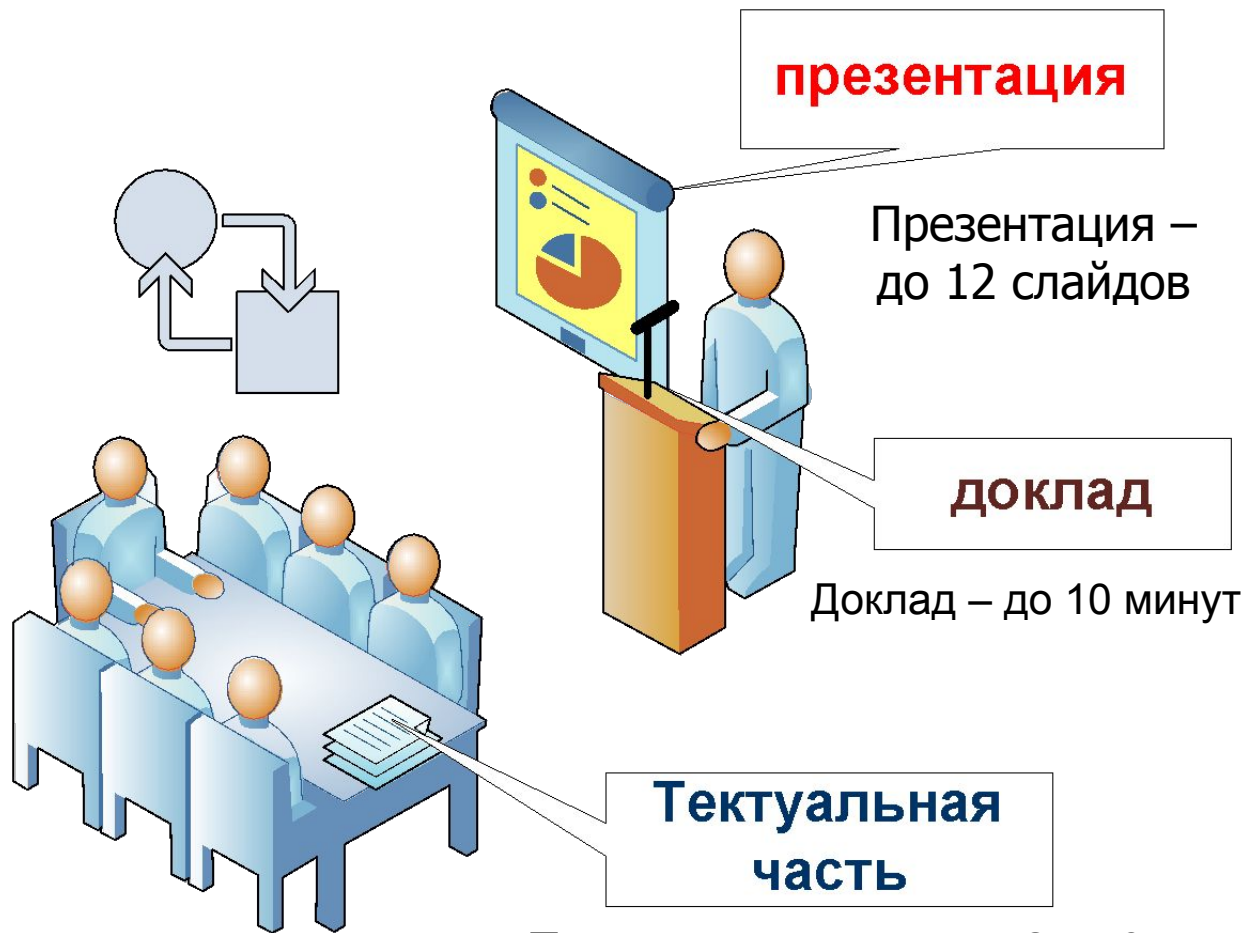 презентация
Презентация –
до 12 слайдов
доклад
Доклад – до 10 минут
Тектуальная
часть